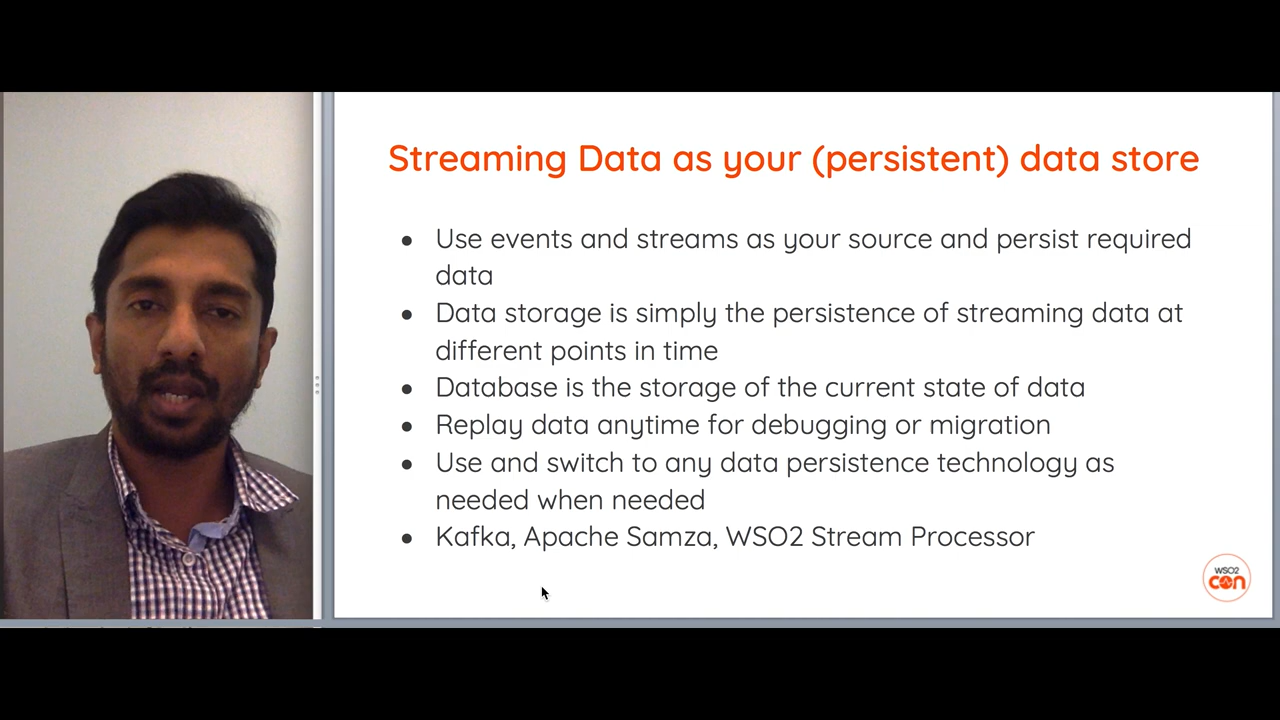 Streaming Data as your (persistent) data store
● Use events and streams as your source and persist required
data
● Data storage is simply the persistence of streaming data at
different points in time
● Database is the storage of the current state of data
● Replay data anytime for debugging or migration
● Use and switch to any data persistence technology as
needed when needed
● Kafka, Apache Samza, WSO2 Stream Processor
WSO2
con